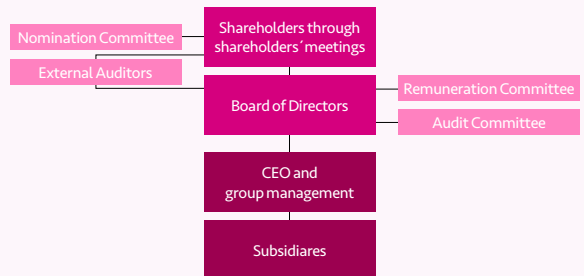 Nomination Committee
Shareholders through
shareholders´meetings
External Auditors
Board of Directors
Remuneration Committee
Audit Committee
CEO and
group management
Subsidiares